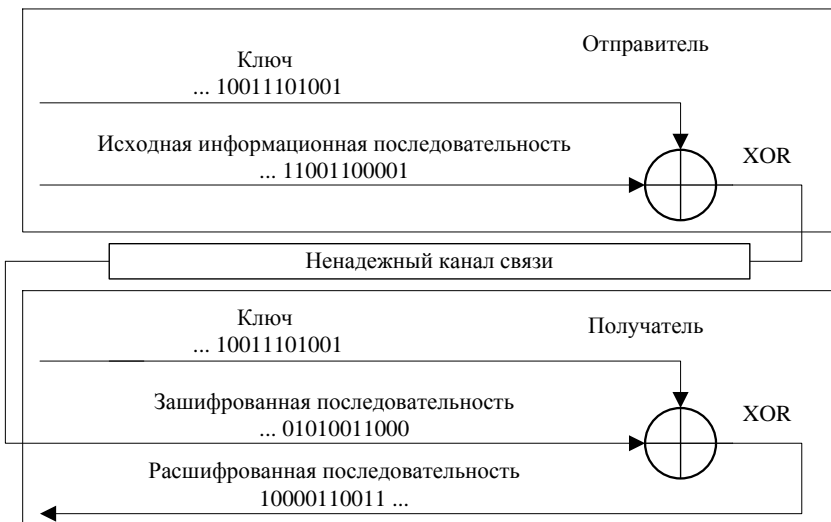 Отправитель
Ключ
... 10011101001
Исходная информационная последовательность
... 11001100001
XOR
Ненадежный канал связи
Ключ
... 10011101001
Получатель
Зашифрованная последовательность
... 01010011000
XOR
Расшифрованная последовательность
10000110011 ...